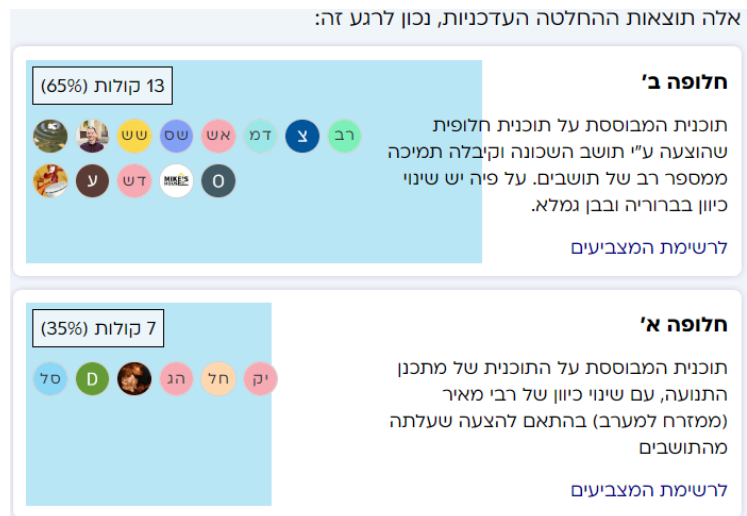 אלה תוצאות ההחלטה העדכניות, נכון לרגע זה:
חלופה ב'
13 קולות (65%)
תוכנית המבוססת על תוכנית חלופית
שהוצעה ע"י תושב השכונה וקיבלה תמיכה
ממספר רב של תושבים. על פיה יש שינוי
כיוון בברוריה ובבן גמלא.
לרשימת המצביעים
רב צ דמ אש שס שש
O MIKE'S דש ע
חלופה א'
7 קולות (35%)
תוכנית המבוססת על התוכנית של מתכנן
התנועה, עם שינוי כיוון של רבי מאיר
(ממזרח למערב) בהתאם להצעה שעלתה
מהתושבים
לרשימת המצביעים
יק חל הג D סל